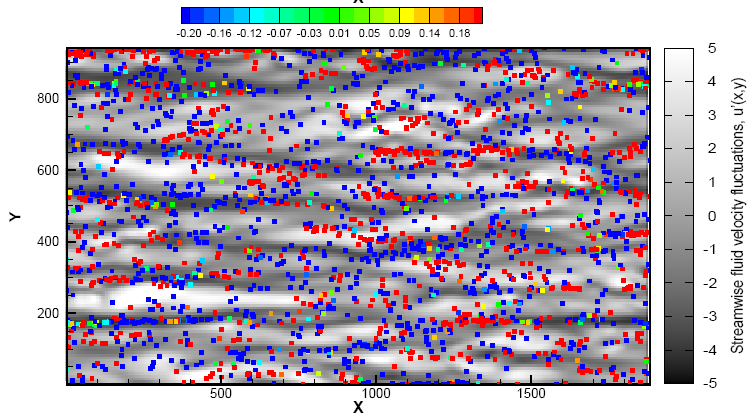 X
-0.20 -0.16 -0.12 -0.07 -0.03 0.01 0.05 0.09 0.14 0.18
800
600
400
200
Y
500 1000 1500
X
5
4
3
2
1
0
-1
-2
-3
-4
-5
Streamwise fluid velocity fluctuations, u'(x,y)